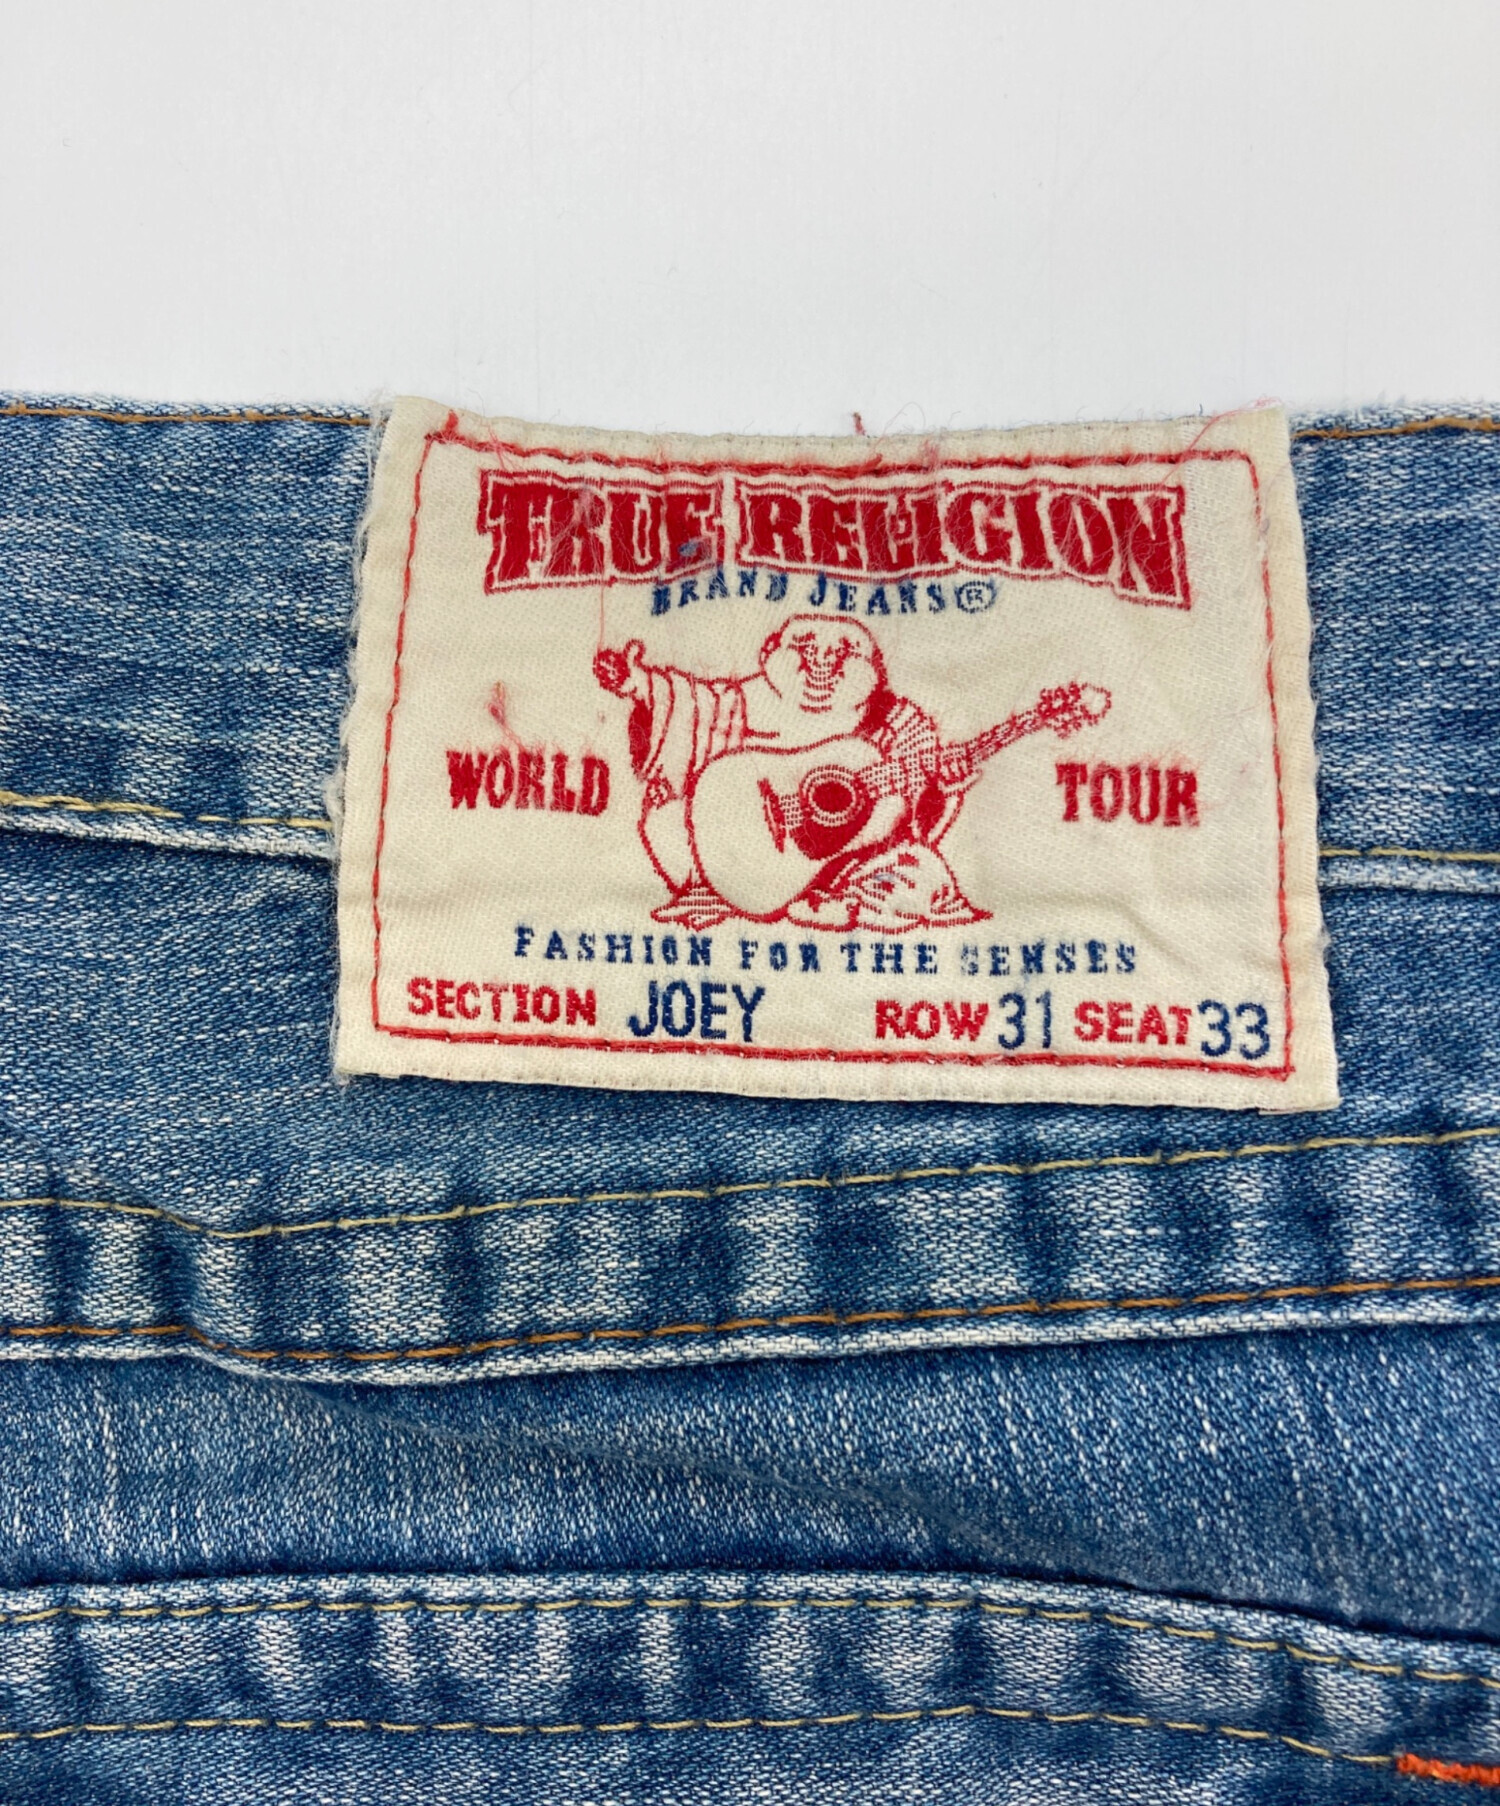 TRUE RELIGION
BRAND JEANS®
WORLD TOUR
FASHION FOR THE SENSES
SECTION JOEY ROW 31 SEAT 33